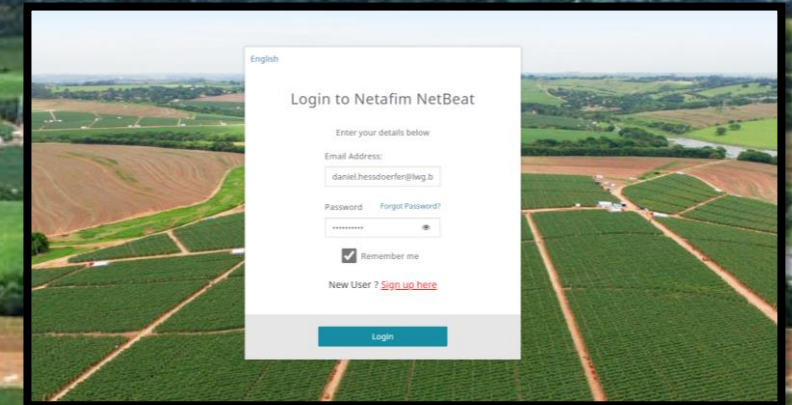 English
Login to Netafim NetBeat
Enter your details below
Email Address:
daniel.hessdoerfer@lwg.b
Password Forgot Password?
Remember me
New User ? Sign up here
Login